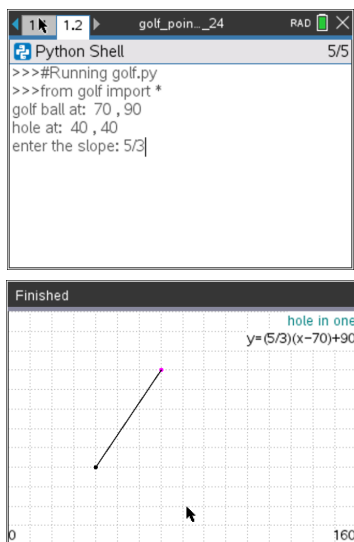 1.1 1.2 golf_poin..._24 RAD
Python Shell 5/5
>>>#Running golf.py
>>>from golf import *
golf ball at: 70 , 90
hole at: 40 , 40
enter the slope: 5/3
Finished
hole in one
y=(5/3)(x−70)+90
0 160